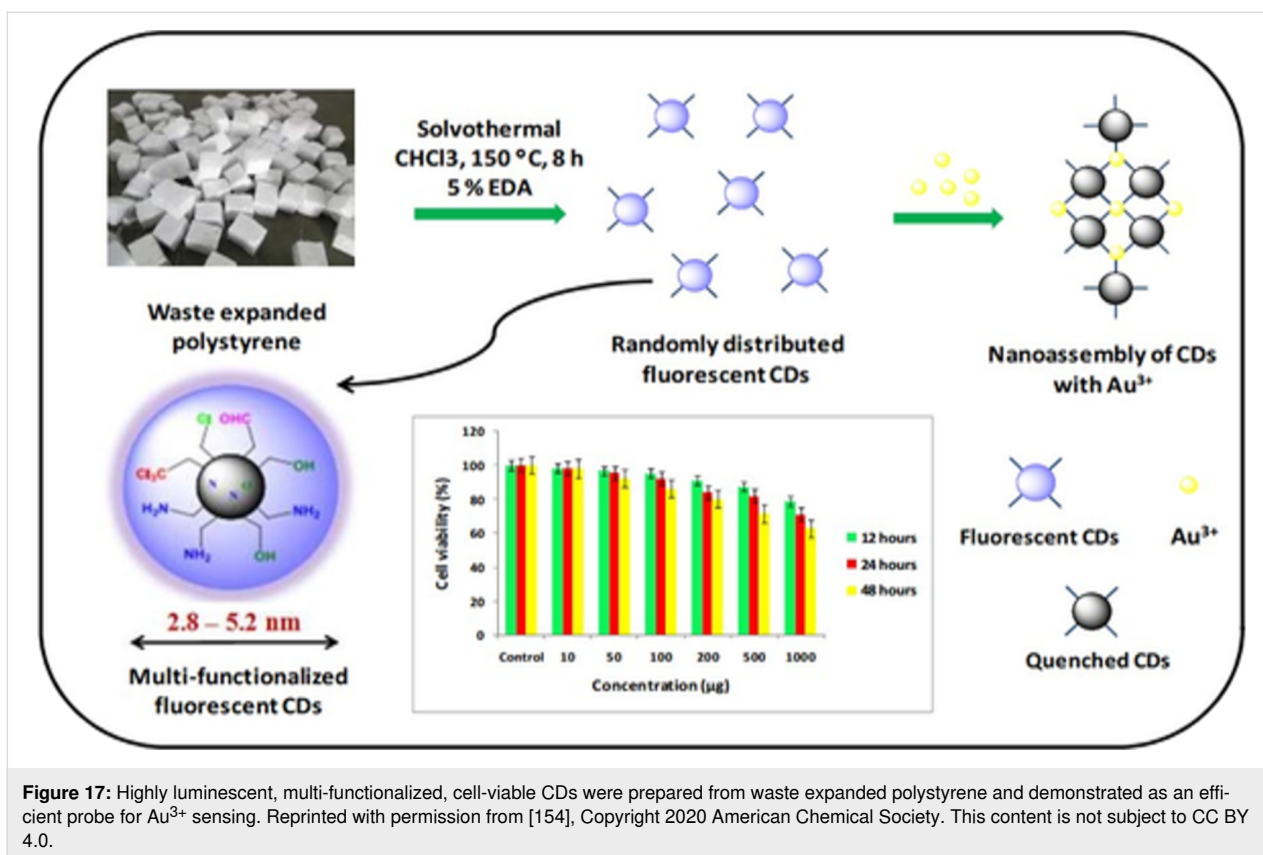 Solvothermal
CHCl3, 150 °C, 8 h
5 % EDA
Waste expanded
polystyrene
Randomly distributed
fluorescent CDs
Nanoassembly of CDs
with Au³⁺
Cl OHC
Cl₃C
OH
H₂N
NH₂
NH₂
OH
N
N
2.8 – 5.2 nm
Multi-functionalized
fluorescent CDs
120
100
80
60
40
20
0
Cell viability (%)
Control 10 50 100 200 500 1000
Concentration (µg)
12 hours
24 hours
48 hours
Fluorescent CDs
Au³⁺
Quenched CDs
Figure 17: Highly luminescent, multi-functionalized, cell-viable CDs were prepared from waste expanded polystyrene and demonstrated as an effi-
cient probe for Au³⁺ sensing. Reprinted with permission from [154], Copyright 2020 American Chemical Society. This content is not subject to CC BY
4.0.